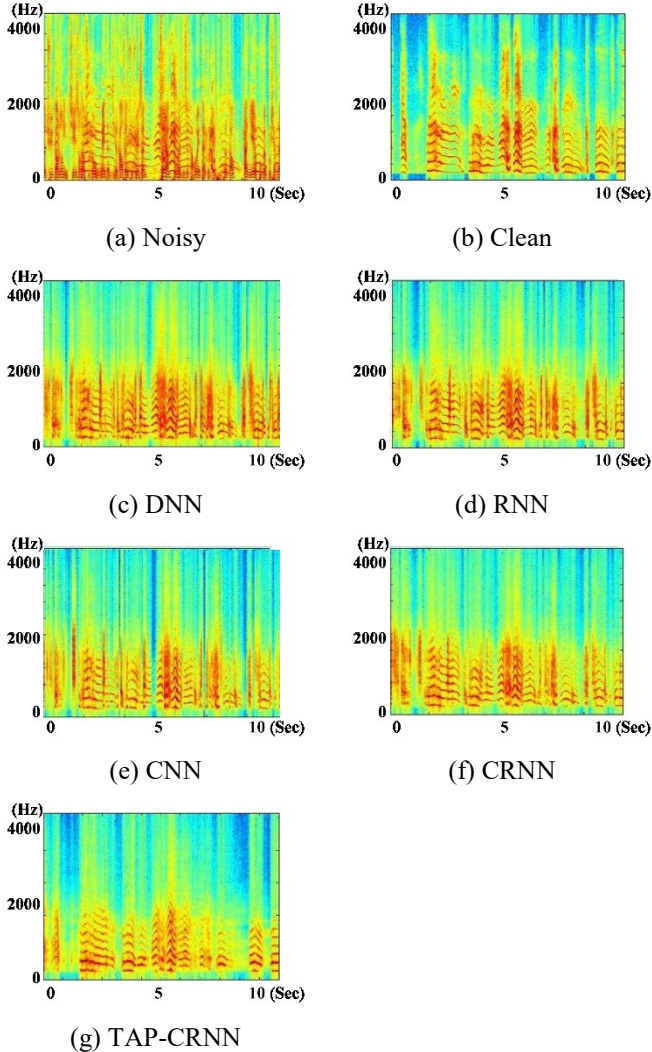 (Hz) (Hz)
4000 4000
2000 2000
0 0
0 5 10 (Sec) 0 5 10 (Sec)
(a) Noisy (b) Clean
(Hz) (Hz)
4000 4000
2000 2000
0 0
0 5 10 (Sec) 0 5 10 (Sec)
(c) DNN (d) RNN
(Hz) (Hz)
4000 4000
2000 2000
0 0
0 5 10 (Sec) 0 5 10 (Sec)
(e) CNN (f) CRNN
(Hz)
4000
2000
0
0 5 10 (Sec)
(g) TAP-CRNN